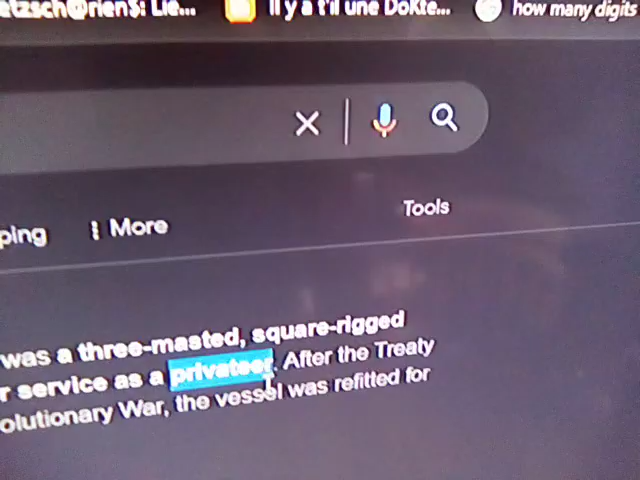 etzsch@rien$: Lie... Il y a t'il une DoKte... how many digits
ping More Tools
was a three-masted, square-rigged
r service as a privateer. After the Treaty
olutionary War, the vessel was refitted for